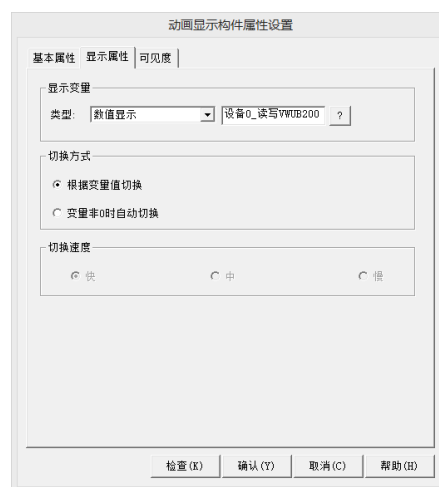 动画显示构件属性设置
基本属性 显示属性 可见度
显示变量
类型: 数值显示 设备0_读写VWUB200 ?
切换方式
根据变量值切换
变量非0时自动切换
切换速度
快 中 慢
检查(K) 确认(Y) 取消(C) 帮助(H)